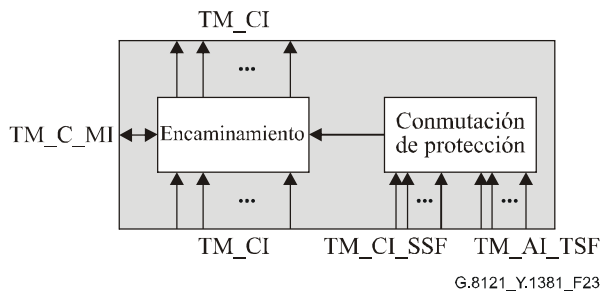 TM_CI
...
TM_C_MI
Encaminamiento
Conmutación
de protección
...
...
...
TM_CI
TM_CI_SSF
TM_AI_TSF
G.8121_Y.1381_F23